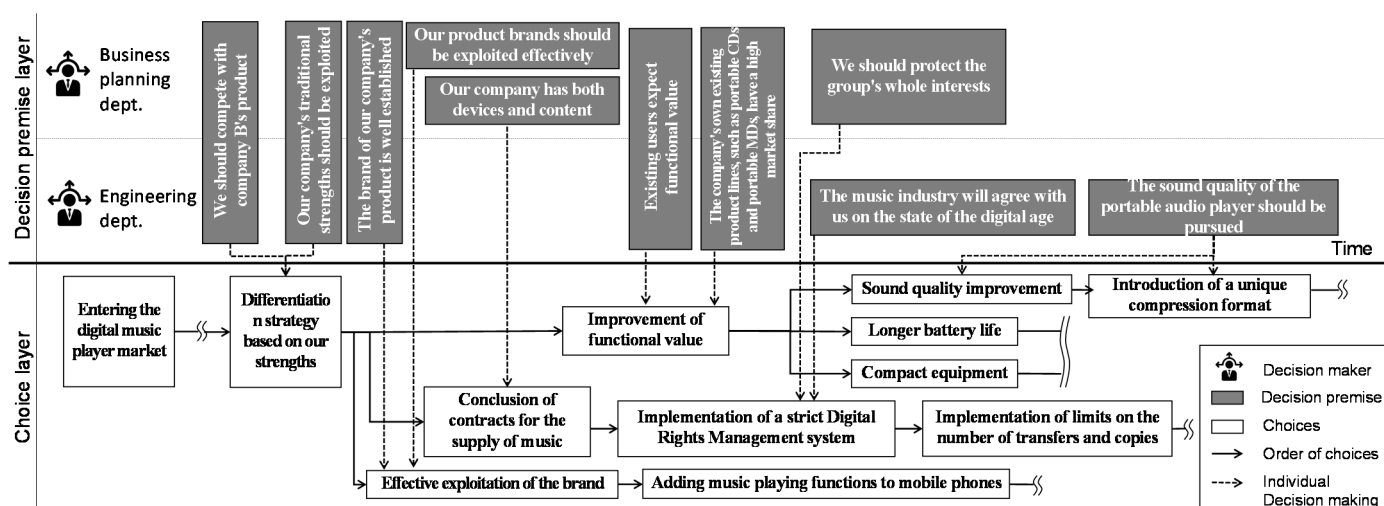 Decision premise layer
Business
planning
dept.
Engineering
dept.
We should compete with
company B's product
Our company's traditional
strengths should be exploited
The brand of our company's
product is well established
Our product brands should
be exploited effectively
Our company has both
devices and content
Existing users expect
functional value
The company's own existing
product lines, such as portable CDs
and portable MDs, have a high
market share
We should protect the
group's whole interests
The music industry will agree with
us on the state of the digital age
The sound quality of the
portable audio player should be
pursued
Time
Choice layer
Entering the
digital music
player market
Differentiatio
n strategy
based on our
strengths
Improvement of
functional value
Sound quality improvement
Introduction of a unique
compression format
Longer battery life
Compact equipment
Conclusion of
contracts for the
supply of music
Implementation of a strict Digital
Rights Management system
Implementation of limits on the
number of transfers and copies
Effective exploitation of the brand
Adding music playing functions to mobile phones
Decision maker
Decision premise
Choices
Order of choices
Individual
Decision making